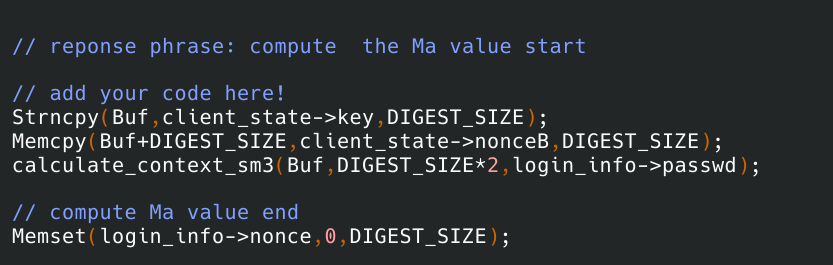 // reponse phrase: compute  the Ma value start
// add your code here!
Strncpy(Buf,client_state->key,DIGEST_SIZE);
Memcpy(Buf+DIGEST_SIZE,client_state->nonceB,DIGEST_SIZE);
calculate_context_sm3(Buf,DIGEST_SIZE*2,login_info->passwd);
// compute Ma value end
Memset(login_info->nonce,0,DIGEST_SIZE);